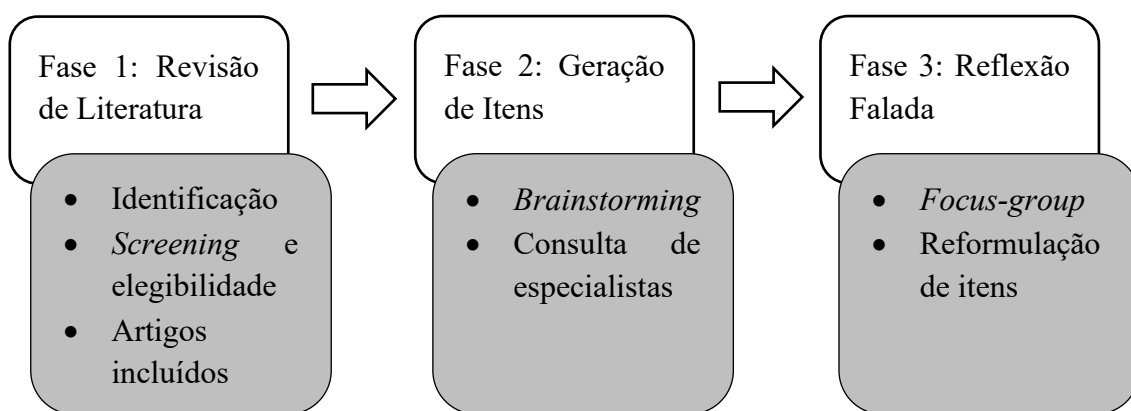 Fase 1: Revisão
de Literatura
• Identificação
• Screening e
elegibilidade
• Artigos
incluídos
Fase 2: Geração
de Itens
• Brainstorming
• Consulta de
especialistas
Fase 3: Reflexão
Falada
• Focus-group
• Reformulação
de itens